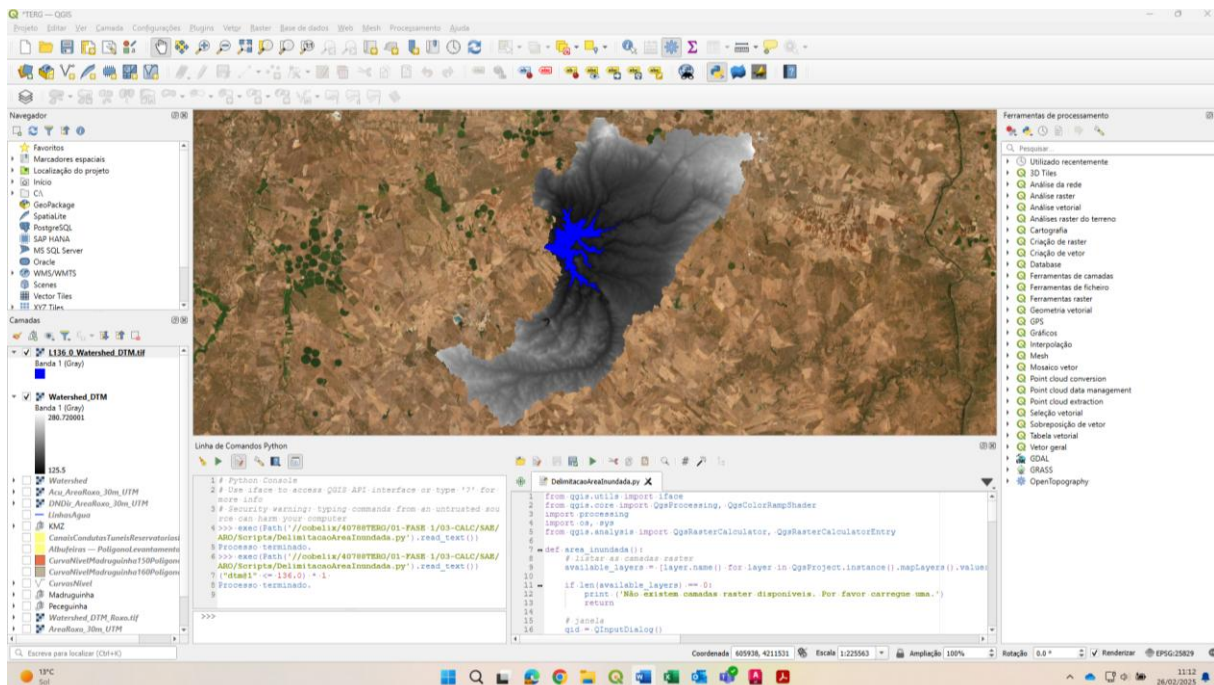 *TERG — QGIS
Projeto Editar Ver Camada Configurações Plugins Vetor Raster Base de dados Web Mesh Processamento Ajuda
Navegador
Favoritos
Marcadores espaciais
Localização do projeto
Início
C:\
GeoPackage
SpatiaLite
PostgreSQL
SAP HANA
MS SQL Server
Oracle
WMS/WMTS
Scenes
Vector Tiles
XYZ Tiles
Camadas
L136_0_Watershed_DTM.tif
Banda 1 (Gray)
Watershed_DTM
Banda 1 (Gray)
280.720001
125.5
Watershed
Acu_AreaRoxo_30m_UTM
DNDir_AreaRoxo_30m_UTM
LinhasAgua
KMZ
CanaisCondutasTuneisReservatorios
Albufeiras — PoligonoLevantamento
CurvaNivelMadruguinha150Poligono
CurvaNivelMadruguinha160Poligono
CurvasNivel
Madruguinha
Peceguinha
Watershed_DTM_Roxo.tif
AreaRoxo_30m_UTM
Linha de Comandos Python
1 # Python Console
2 # Use iface to access QGIS API interface or type '?' for
more info
3 # Security warning: typing commands from an untrusted sou
rce can harm your computer
4 >>> exec(Path('//cobelix/40788TERG/01-FASE 1/03-CALC/SAE/
ARO/Scripts/DelimitacaoAreaInundada.py').read_text())
5 Processo terminado.
6 >>> exec(Path('//cobelix/40788TERG/01-FASE 1/03-CALC/SAE/
ARO/Scripts/DelimitacaoAreaInundada.py').read_text())
7 ("dtm@1" <= 136.0) * 1
8 Processo terminado.
9
>>>
DelimitacaoAreaInundada.py
1 from qgis.utils import iface
2 from qgis.core import QgsProcessing, QgsColorRampShader
3 import processing
4 import os, sys
5 from qgis.analysis import QgsRasterCalculator, QgsRasterCalculatorEntry
6
7 def area_inundada():
8 # listar as camadas raster
9 available_layers = [layer.name() for layer in QgsProject.instance().mapLayers().values
10
11 if len(available_layers) == 0:
12 print ('Não existem camadas raster disponíveis. Por favor carregue uma.')
13 return
14
15 # janela
16 qid = QInputDialog()
Ferramentas de processamento
Pesquisar...
Utilizado recentemente
3D Tiles
Análise da rede
Análise raster
Análise vetorial
Análises raster do terreno
Cartografia
Criação de raster
Criação de vetor
Database
Ferramentas de camadas
Ferramentas de ficheiro
Ferramentas raster
Geometria vetorial
GPS
Gráficos
Interpolação
Mesh
Mosaico vetor
Point cloud conversion
Point cloud data management
Point cloud extraction
Seleção vetorial
Sobreposição de vetor
Tabela vetorial
Vetor geral
GDAL
GRASS
OpenTopography
Escreva para localizar (Ctrl+K)
Coordenada 605938, 4211531 Escala 1:225563 Ampliação 100% Rotação 0.0 ° Renderizar EPSG:25829
13°C
Sol
11:12
26/02/2025